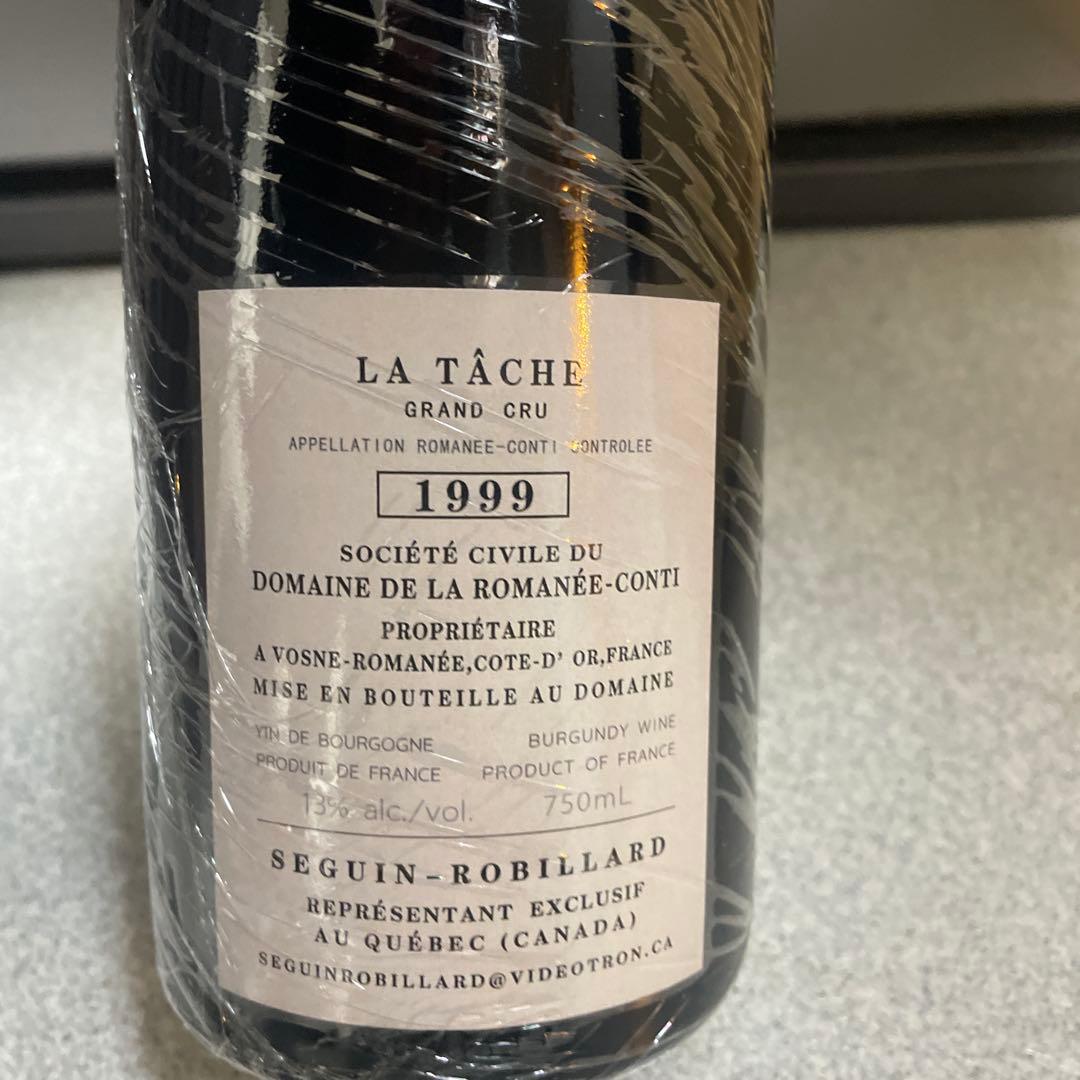 LA TÂCHE
GRAND CRU
APPELLATION ROMANEE-CONTI CONTROLEE
1999
SOCIÉTÉ CIVILE DU
DOMAINE DE LA ROMANÉE-CONTI
PROPRIÉTAIRE
A VOSNE-ROMANÉE,COTE-D' OR,FRANCE
MISE EN BOUTEILLE AU DOMAINE
VIN DE BOURGOGNE BURGUNDY WINE
PRODUIT DE FRANCE PRODUCT OF FRANCE
13% alc./vol. 750mL
SEGUIN-ROBILLARD
REPRÉSENTANT EXCLUSIF
AU QUÉBEC (CANADA)
SEGUINROBILLARD@VIDEOTRON.CA